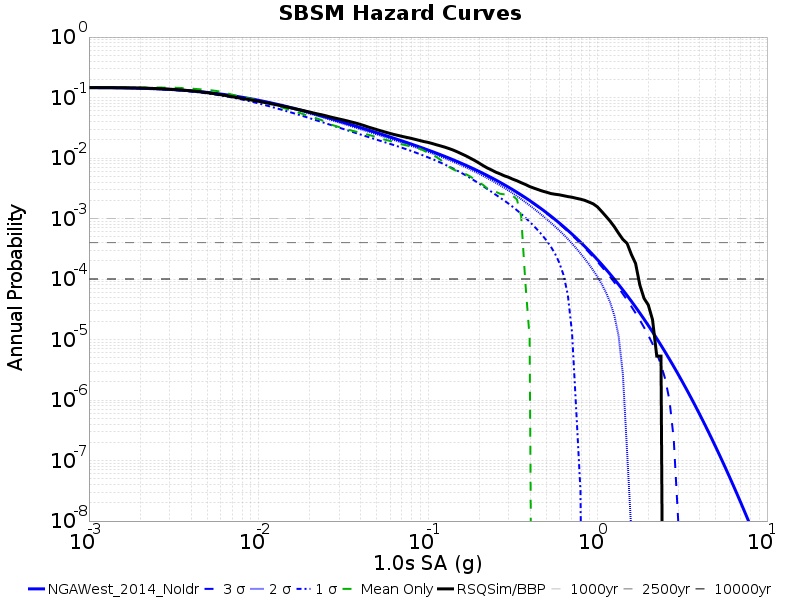 SBSM Hazard Curves
Annual Probability
10^0
10^-1
10^-2
10^-3
10^-4
10^-5
10^-6
10^-7
10^-8
10^-3 10^-2 10^-1 10^0 10^1
1.0s SA (g)
NGAWest_2014_NoIdr 3 σ 2 σ 1 σ Mean Only RSQSim/BBP 1000yr 2500yr 10000yr